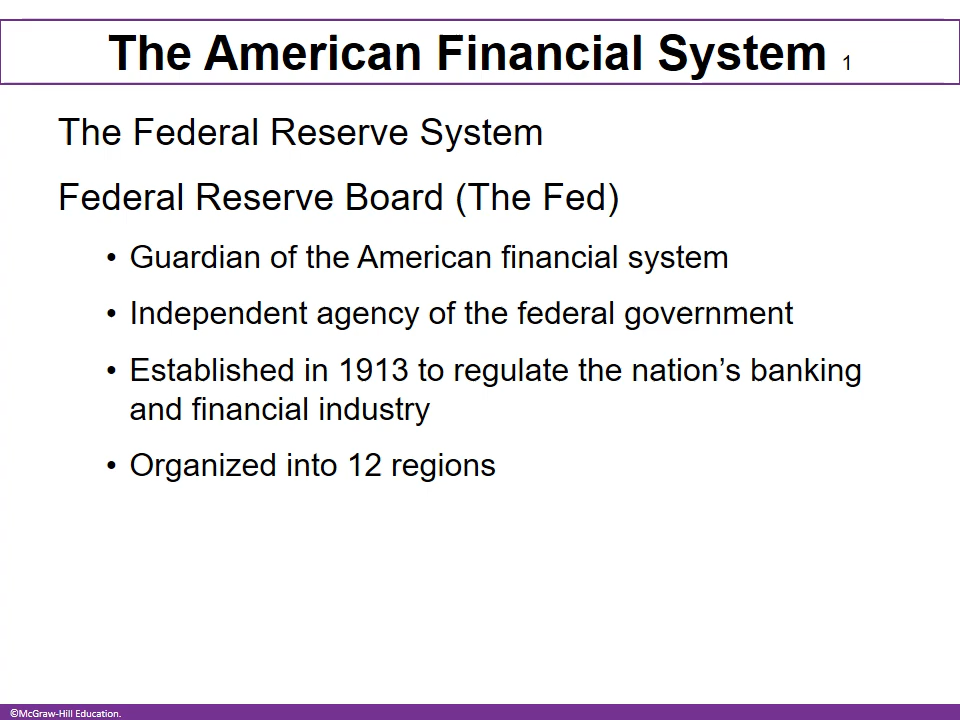 The American Financial System 1
The Federal Reserve System
Federal Reserve Board (The Fed)
• Guardian of the American financial system
• Independent agency of the federal government
• Established in 1913 to regulate the nation’s banking
and financial industry
• Organized into 12 regions
©McGraw-Hill Education.